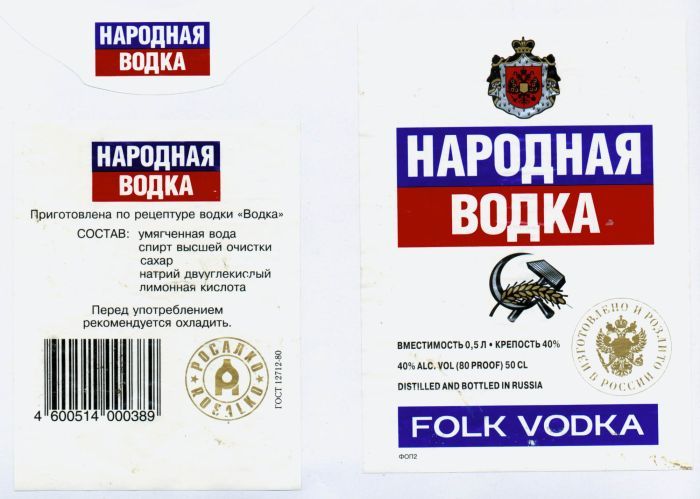 НАРОДНАЯ
ВОДКА
НАРОДНАЯ
ВОДКА
Приготовлена по рецептуре водки «Водка»
СОСТАВ: умягченная вода
спирт высшей очистки
сахар
натрий двууглекислый
лимонная кислота
Перед употреблением
рекомендуется охладить.
4 600514 000389
РОСАЛКО
ROSALKO
ГОСТ 12712-80
НАРОДНАЯ
ВОДКА
ВМЕСТИМОСТЬ 0,5 Л • КРЕПОСТЬ 40%
40% ALC. VOL (80 PROOF) 50 CL
DISTILLED AND BOTTLED IN RUSSIA
ИЗГОТОВЛЕНО И РОЗЛИТО
В РОССИИ
FOLK VODKA
ФОП2